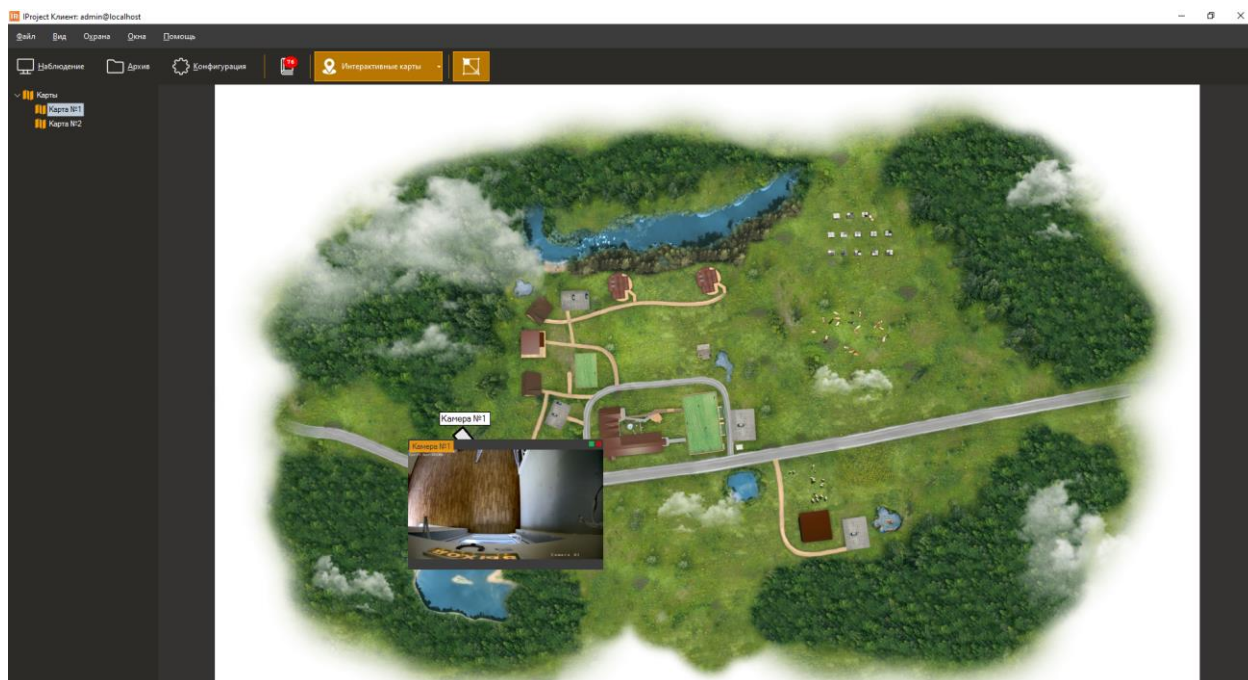 IProject Клиент: admin@localhost
Файл Вид Охрана Окна Помощь
Наблюдение Архив Конфигурация Интерактивные карты
Карты
Карта №1
Карта №2
Камера №1
Камера №1